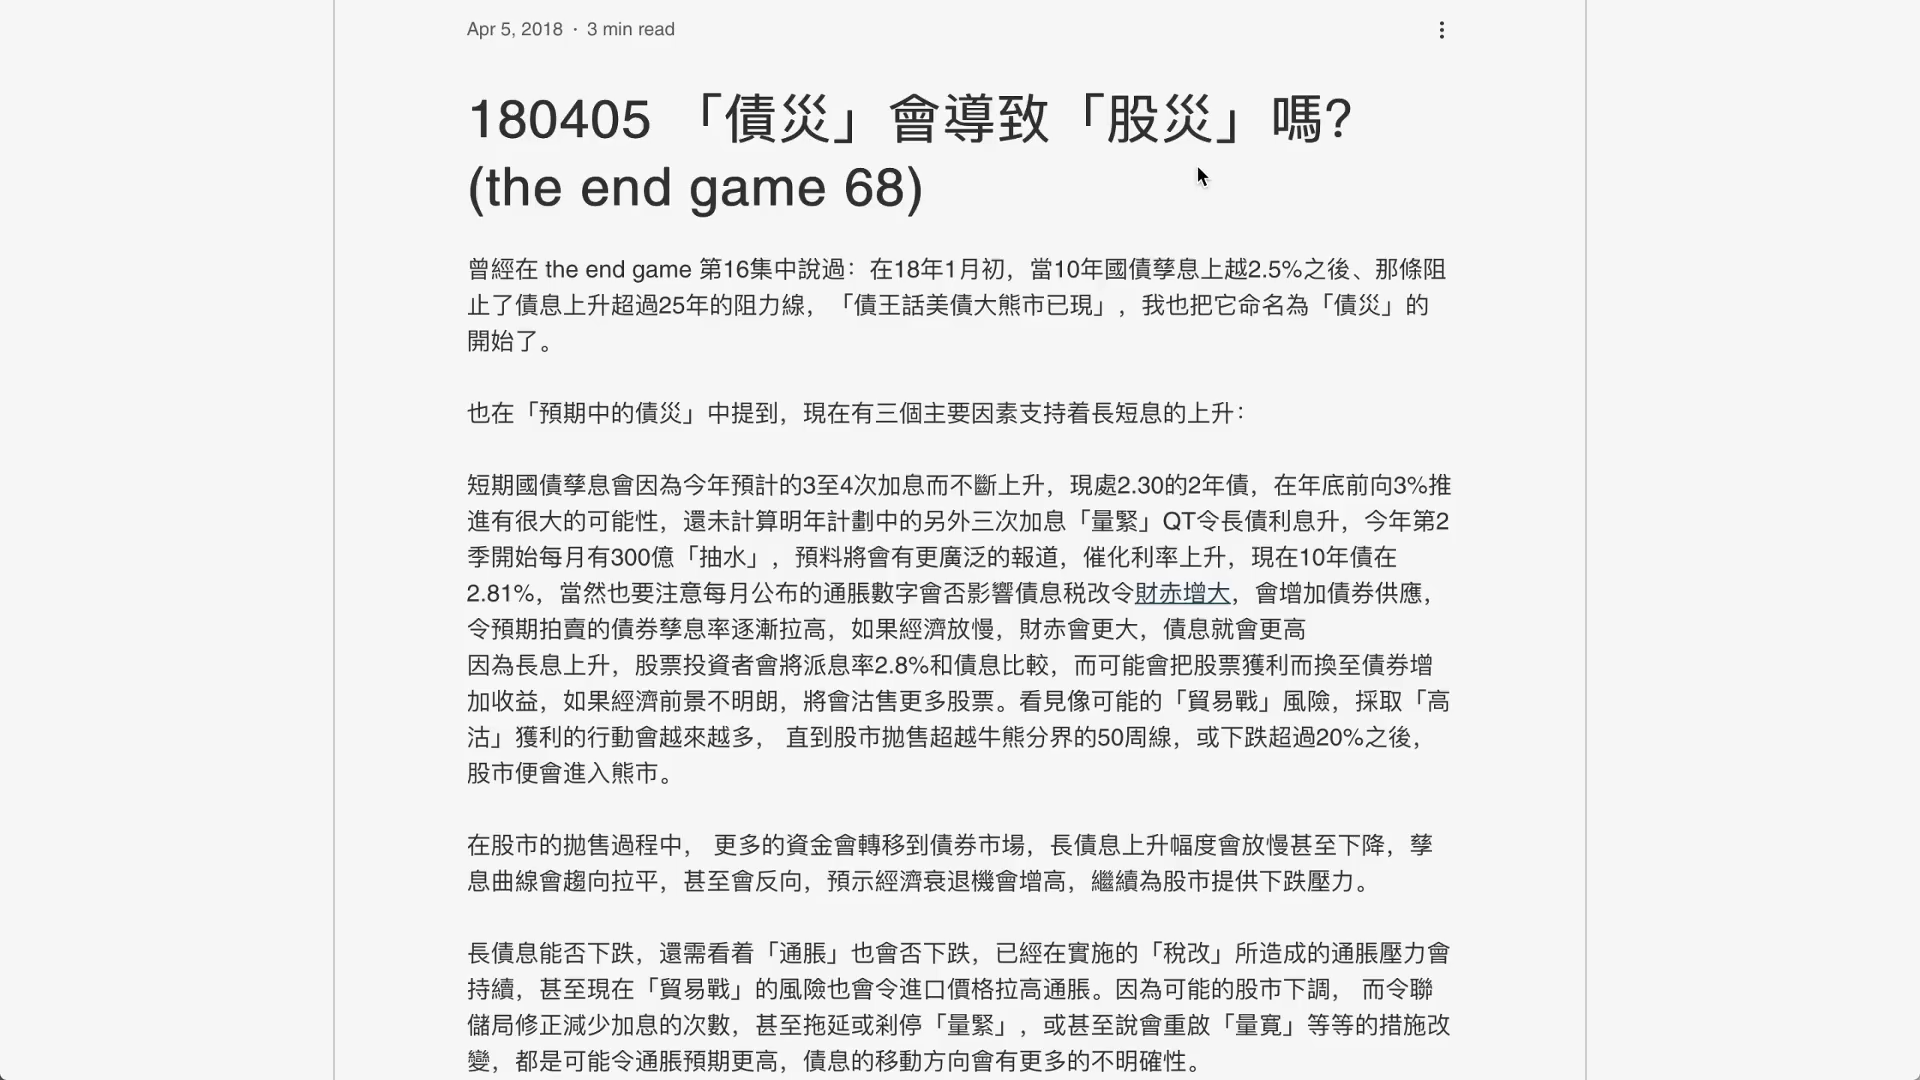 Apr 5, 2018 · 3 min read
180405 「債災」會導致「股災」嗎?
(the end game 68)
曾經在 the end game 第16集中說過：在18年1月初，當10年國債孳息上越2.5%之後、那條阻
止了債息上升超過25年的阻力線，「債王話美債大熊市已現」，我也把它命名為「債災」的
開始了。
也在「預期中的債災」中提到，現在有三個主要因素支持着長短息的上升：
短期國債孳息會因為今年預計的3至4次加息而不斷上升，現處2.30的2年債，在年底前向3%推
進有很大的可能性，還未計算明年計劃中的另外三次加息「量緊」QT令長債利息升，今年第2
季開始每月有300億「抽水」，預料將會有更廣泛的報道，催化利率上升，現在10年債在
2.81%，當然也要注意每月公布的通脹數字會否影響債息税改令財赤增大，會增加債券供應，
令預期拍賣的債券孳息率逐漸拉高，如果經濟放慢，財赤會更大，債息就會更高
因為長息上升，股票投資者會將派息率2.8%和債息比較，而可能會把股票獲利而換至債券增
加收益，如果經濟前景不明朗，將會沽售更多股票。看見像可能的「貿易戰」風險，採取「高
沽」獲利的行動會越來越多， 直到股市拋售超越牛熊分界的50周線，或下跌超過20%之後，
股市便會進入熊市。
在股市的拋售過程中， 更多的資金會轉移到債券市場，長債息上升幅度會放慢甚至下降，孳
息曲線會趨向拉平，甚至會反向，預示經濟衰退機會增高，繼續為股市提供下跌壓力。
長債息能否下跌，還需看着「通脹」也會否下跌，已經在實施的「稅改」所造成的通脹壓力會
持續，甚至現在「貿易戰」的風險也會令進口價格拉高通脹。因為可能的股市下調， 而令聯
儲局修正減少加息的次數，甚至拖延或剎停「量緊」，或甚至說會重啟「量寬」等等的措施改
變，都是可能令通脹預期更高，債息的移動方向會有更多的不明確性。